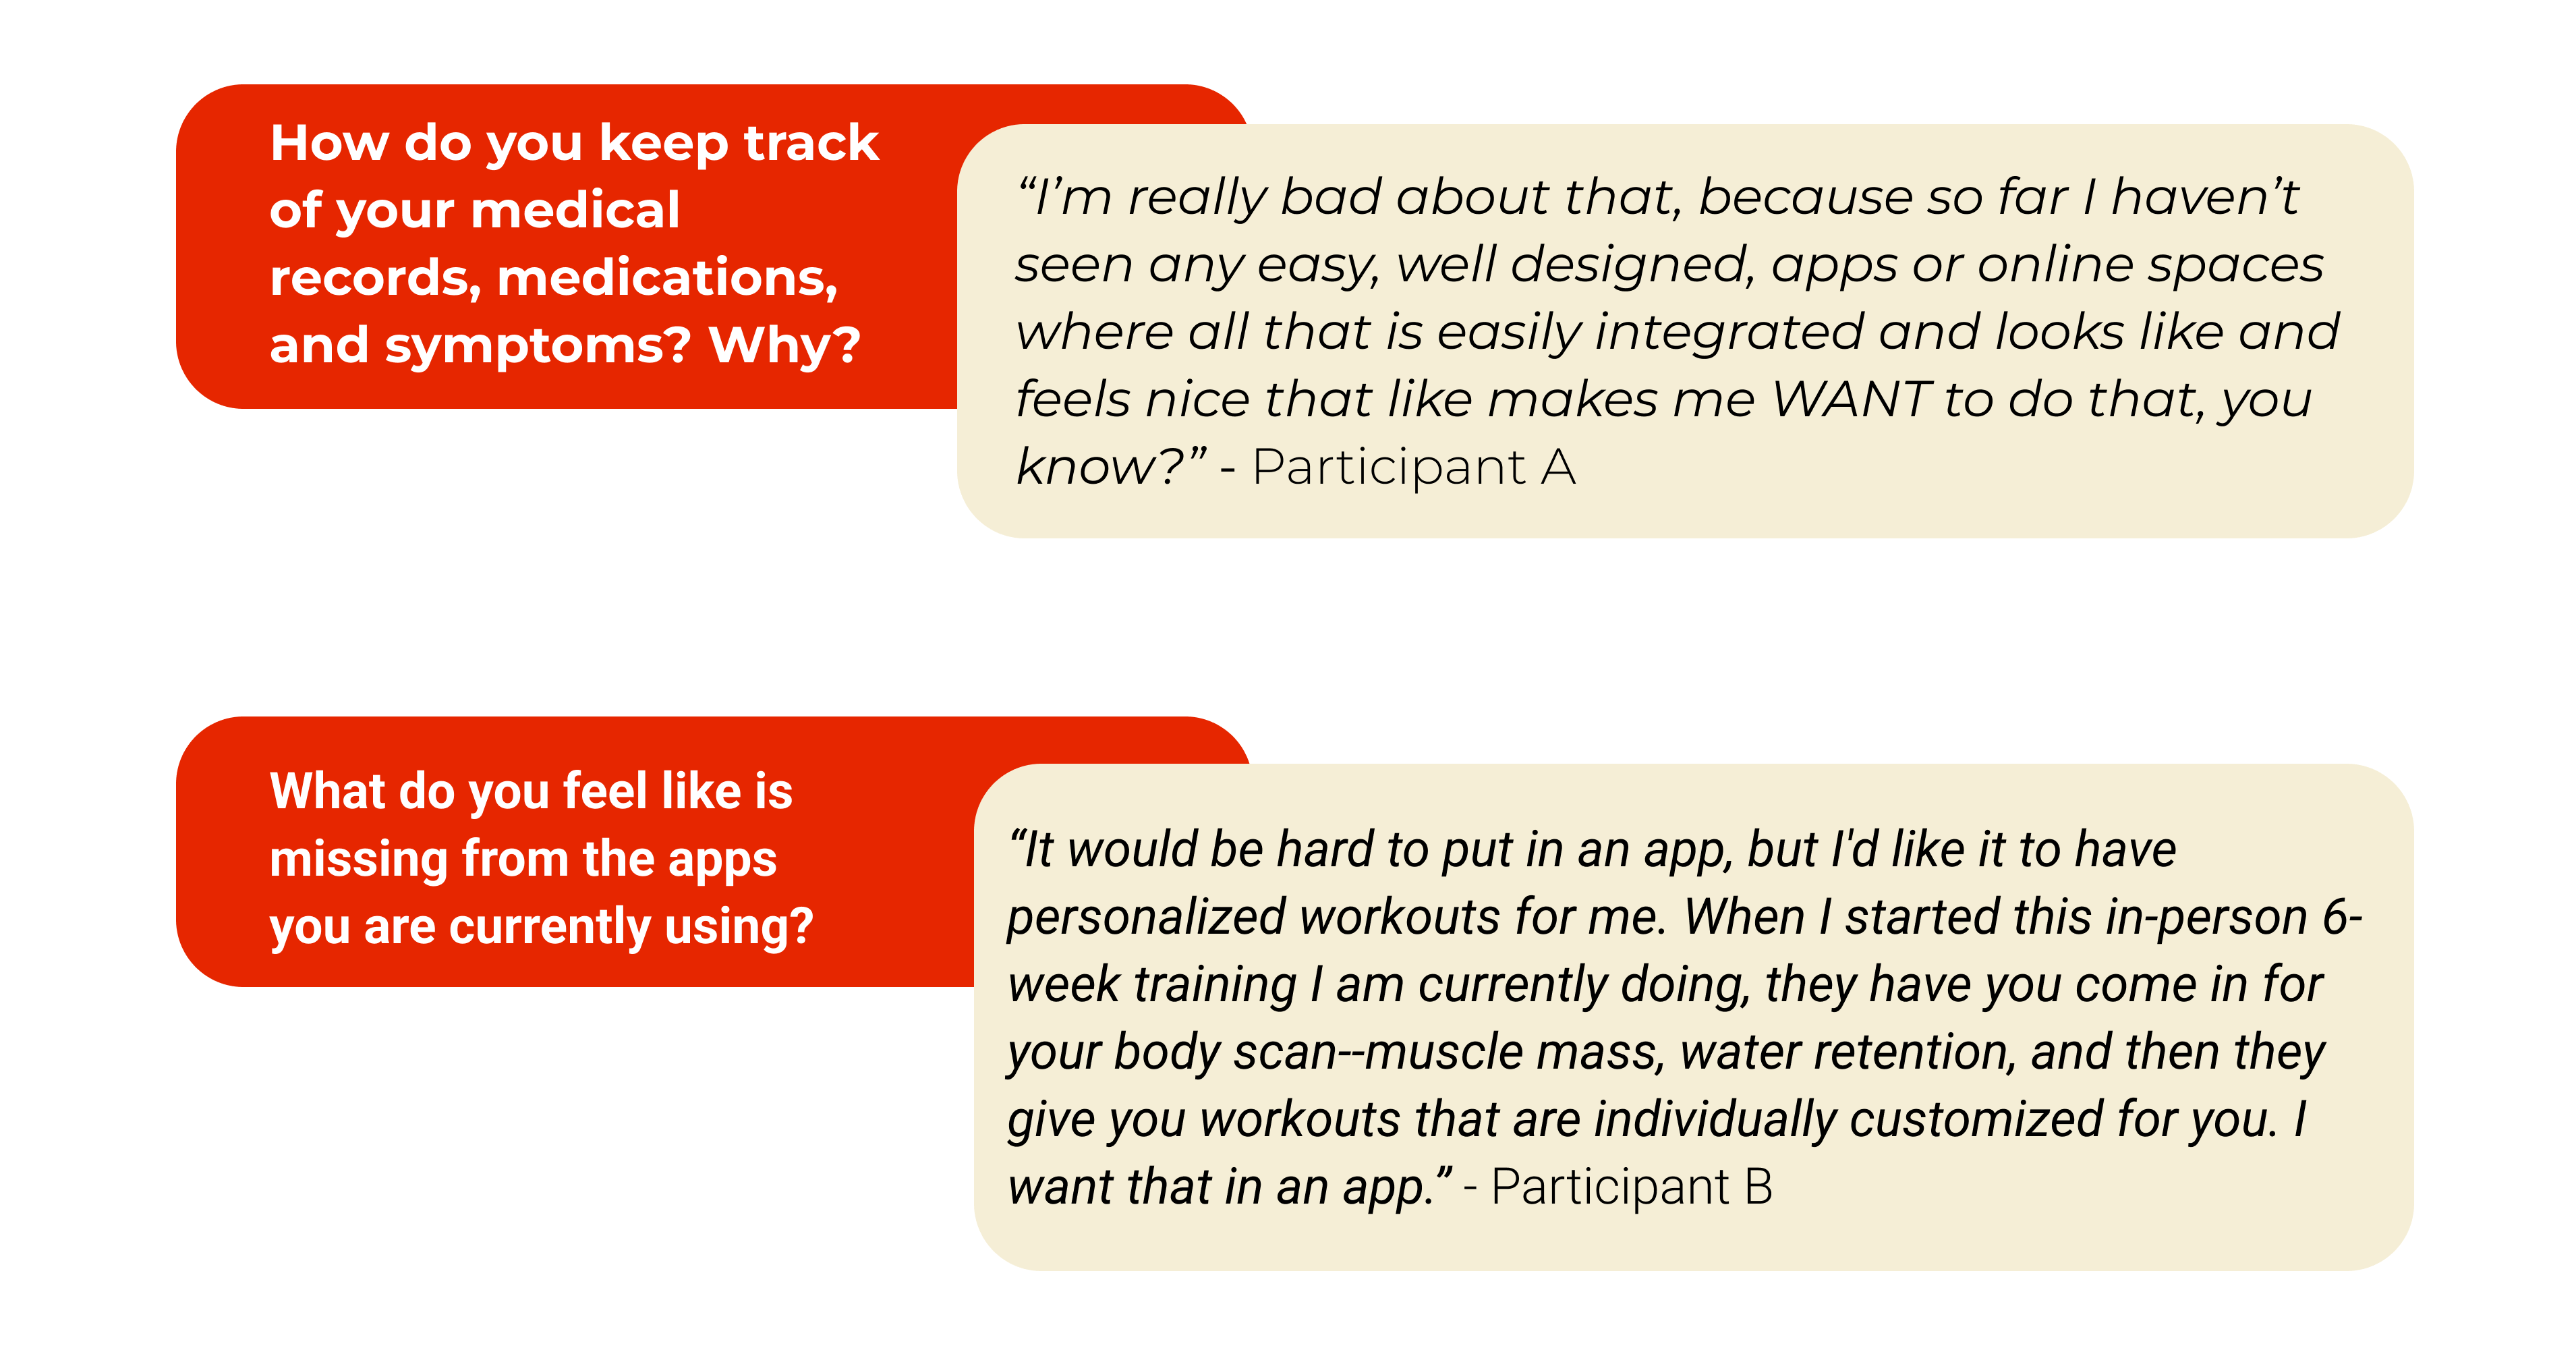 How do you keep track
of your medical
records, medications,
and symptoms? Why?
“I’m really bad about that, because so far I haven’t
seen any easy, well designed, apps or online spaces
where all that is easily integrated and looks like and
feels nice that like makes me WANT to do that, you
know?” - Participant A
What do you feel like is
missing from the apps
you are currently using?
“It would be hard to put in an app, but I'd like it to have
personalized workouts for me. When I started this in-person 6-
week training I am currently doing, they have you come in for
your body scan--muscle mass, water retention, and then they
give you workouts that are individually customized for you. I
want that in an app.” - Participant B